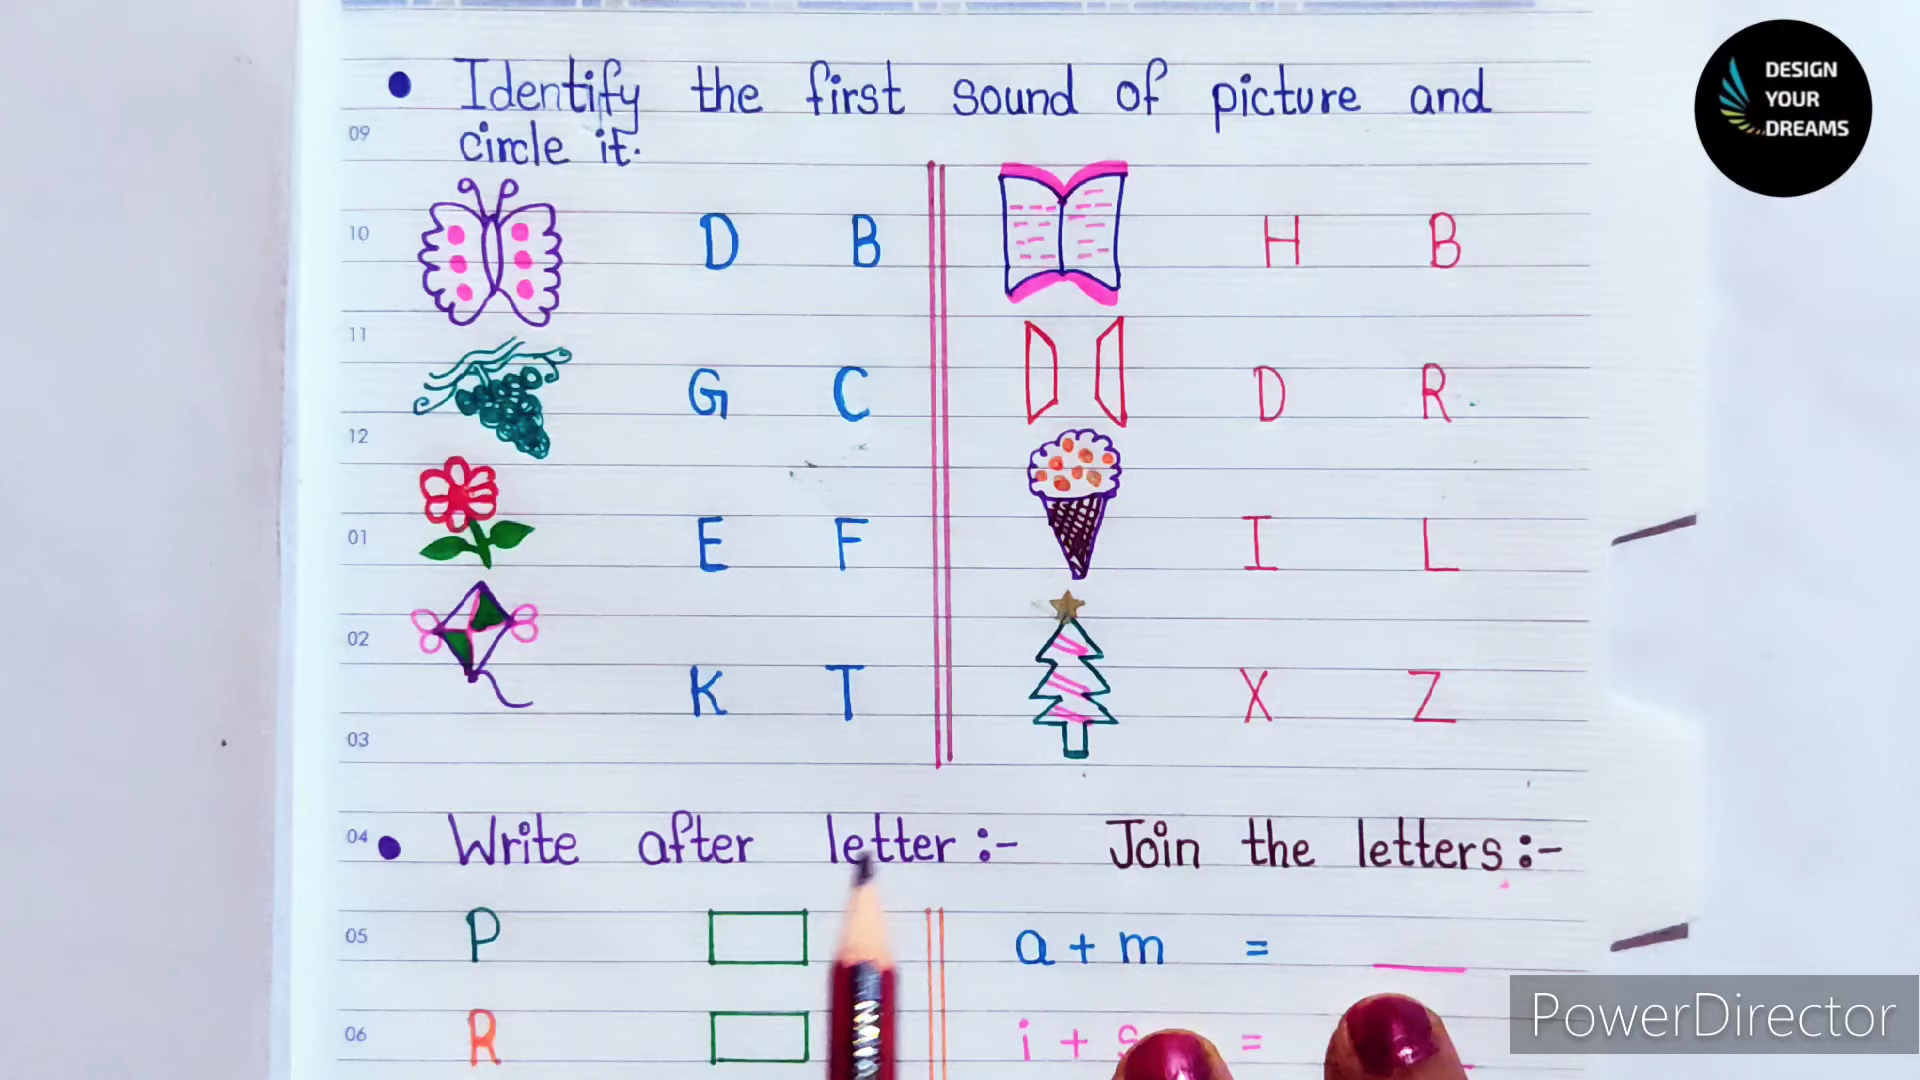 • Identify the first sound of picture and
circle it.
DESIGN
YOUR
DREAMS
09
10
D B H B
11
G C D R
12
01
E F I L
02
K T X Z
03
04
• Write after letter :- Join the letters :-
05
P a + m =
06
R i + s =
PowerDirector